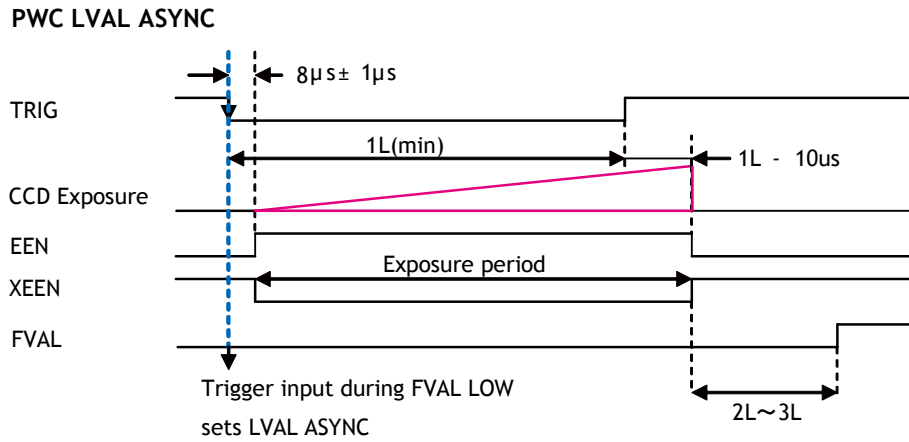 PWC LVAL ASYNC
8µs± 1µs
TRIG
1L(min)
1L - 10us
CCD Exposure
EEN
Exposure period
XEEN
FVAL
Trigger input during FVAL LOW
sets LVAL ASYNC
2L～3L